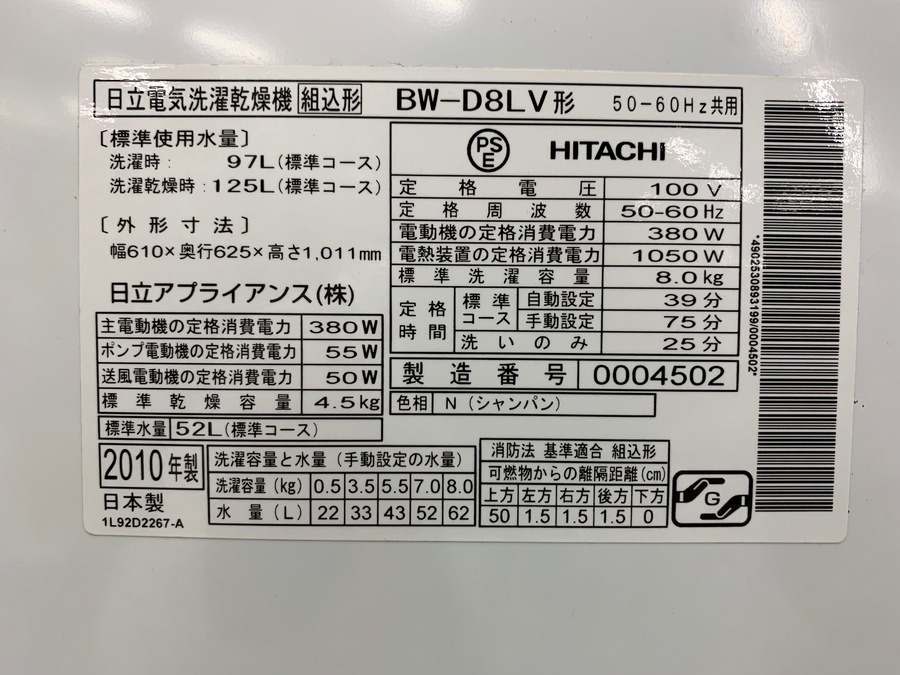 日立電気洗濯乾燥機 組込形 BW-D8LV形 50-60Hz共用
〔標準使用水量〕
洗濯時: 97L(標準コース)
洗濯乾燥時:125L(標準コース)
〔外形寸法〕
幅610×奥行625×高さ1,011mm
日立アプライアンス(株)
主電動機の定格消費電力 380W
ポンプ電動機の定格消費電力 55W
送風電動機の定格消費電力 50W
標準乾燥容量 4.5kg
標準水量 52L(標準コース)
PS
E
HITACHI
定格電圧 100V
定格周波数 50-60Hz
電動機の定格消費電力 380W
電熱装置の定格消費電力 1050W
標準洗濯容量 8.0kg
定格時間 標準コース 自動設定 39分
手動設定 75分
洗いのみ 25分
製造番号 0004502
色相 N(シャンパン)
2010年製
日本製
1L92D2267-A
洗濯容量と水量(手動設定の水量)
洗濯容量(kg) 0.5 3.5 5.5 7.0 8.0
水量(L) 22 33 43 52 62
消防法 基準適合 組込形
可燃物からの離隔距離(cm)
上方 左方 右方 後方 下方
50 1.5 1.5 1.5 0
G
*4902530893199/0004502*